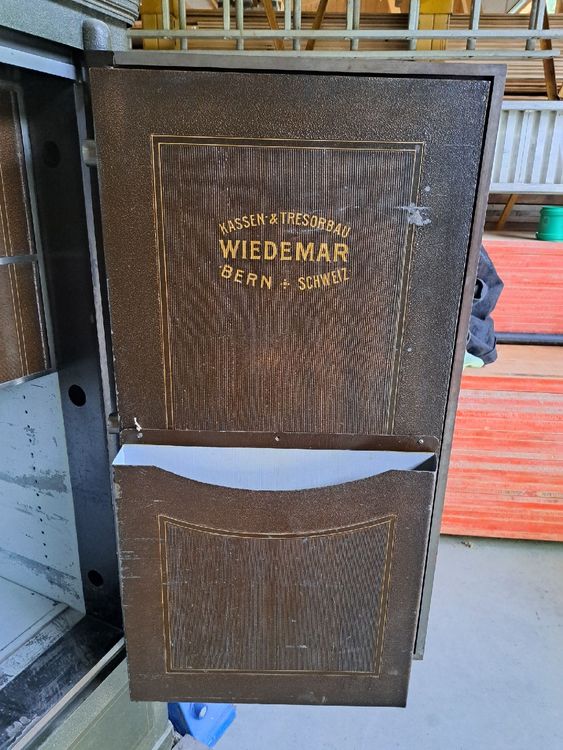 KASSEN- & TRESORBAU
WIEDEMAR
BERN + SCHWEIZ